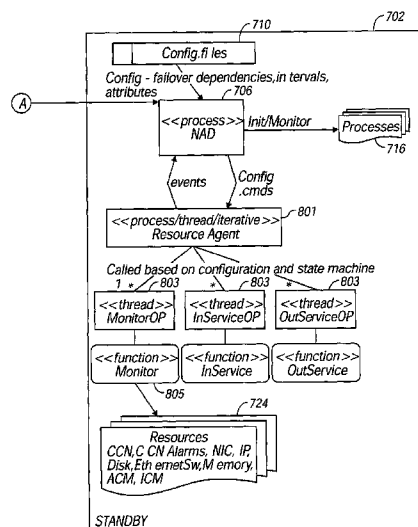 702
710
Config.fi les
Config - failover dependencies,in tervals,
attributes
706
A
<<process>>
NAD
Init/Monitor
Processes
716
events
Config
.cmds
<<process/thread/iterative>>
Resource Agent
801
Called based on configuration and state machine
1 * 803 * 803 * 803
<<thread>>
MonitorOP
<<thread>>
InServiceOP
<<thread>>
OutServiceOP
<<function>>
Monitor
<<function>>
InService
<<function>>
OutService
805
724
Resources
CCN,C CN Alarms, NIC, IP,
Disk,Eth ernetSw,M emory,
ACM, ICM
STANDBY